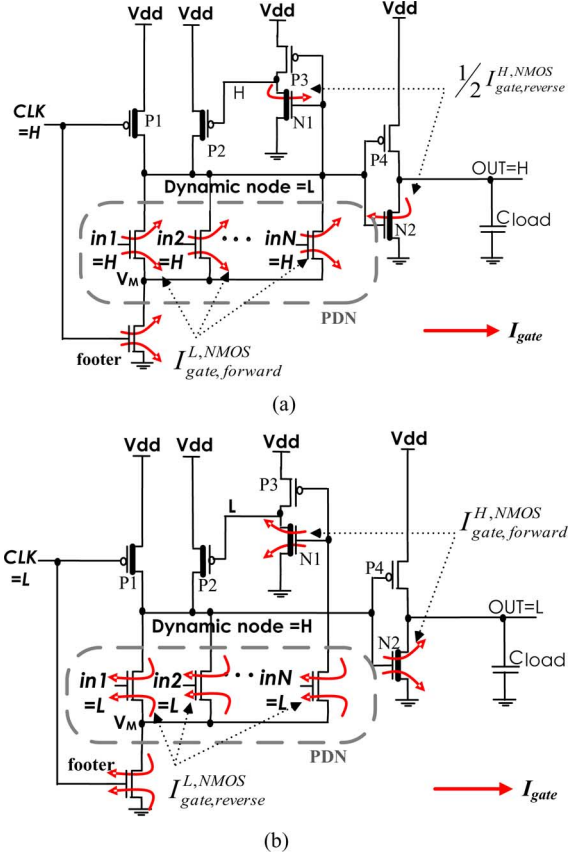 Vdd Vdd Vdd Vdd
P3
½ I H,NMOS gate,reverse
H
CLK =H
P1
P2
N1
P4
OUT=H
Dynamic node =L
in1 =H
in2 =H
• • •
inN =H
N2
Cload
VM
PDN
footer
I L,NMOS gate,forward
Igate
(a)
Vdd Vdd Vdd Vdd
P3
L
I H,NMOS gate,forward
CLK =L
P1
P2
N1
P4
OUT=L
Dynamic node =H
N2
in1 =L
in2 =L
• • •
inN =L
Cload
VM
PDN
footer
I L,NMOS gate,reverse
Igate
(b)